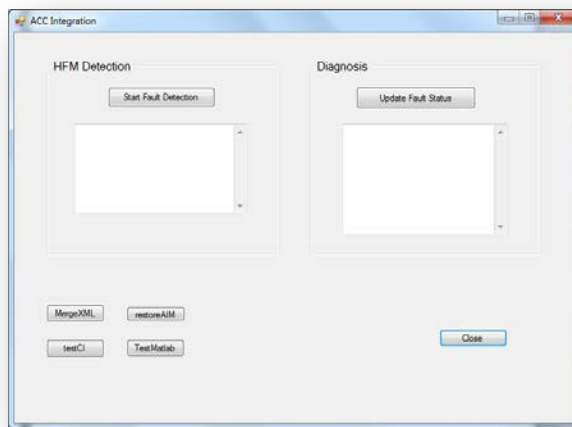 ACC Integration
HFM Detection
Diagnosis
Start Fault Detection
Update Fault Status
MergeXML
restoreAIM
testCI
TestMatlab
Close